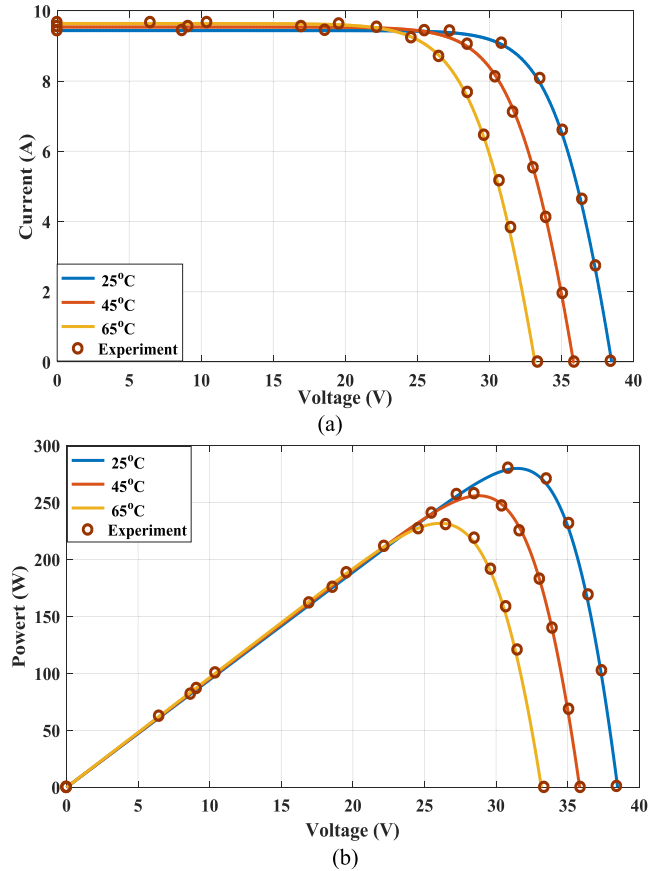 10
8
6
4
2
0
Current (A)
25°C
45°C
65°C
Experiment
0 5 10 15 20 25 30 35 40
Voltage (V)
(a)
300
250
200
150
100
50
0
Powert (W)
25°C
45°C
65°C
Experiment
0 5 10 15 20 25 30 35 40
Voltage (V)
(b)